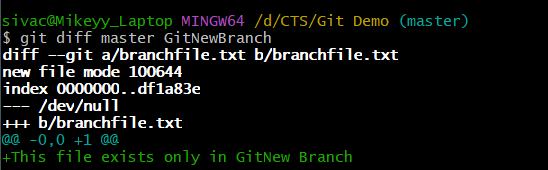 sivac@Mikeyy_Laptop MINGW64 /d/CTS/Git Demo (master)
$ git diff master GitNewBranch
diff --git a/branchfile.txt b/branchfile.txt
new file mode 100644
index 0000000..df1a83e
--- /dev/null
+++ b/branchfile.txt
@@ -0,0 +1 @@
+This file exists only in GitNew Branch